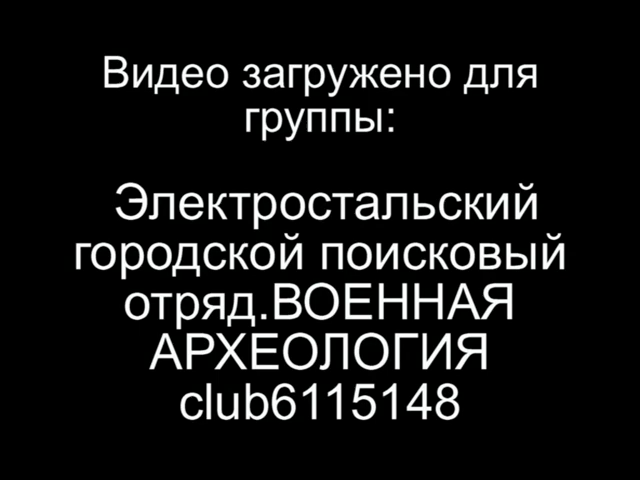 Видео загружено для
группы:
Электростальский
городской поисковый
отряд.ВОЕННАЯ
АРХЕОЛОГИЯ
club6115148